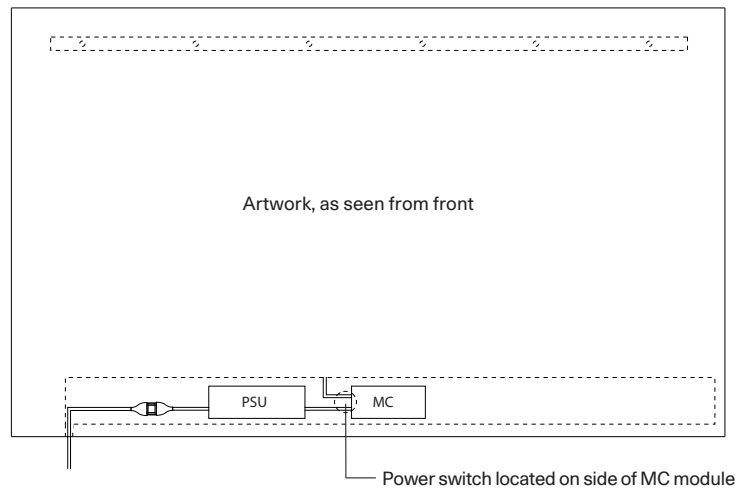 Artwork, as seen from front
PSU
MC
Power switch located on side of MC module